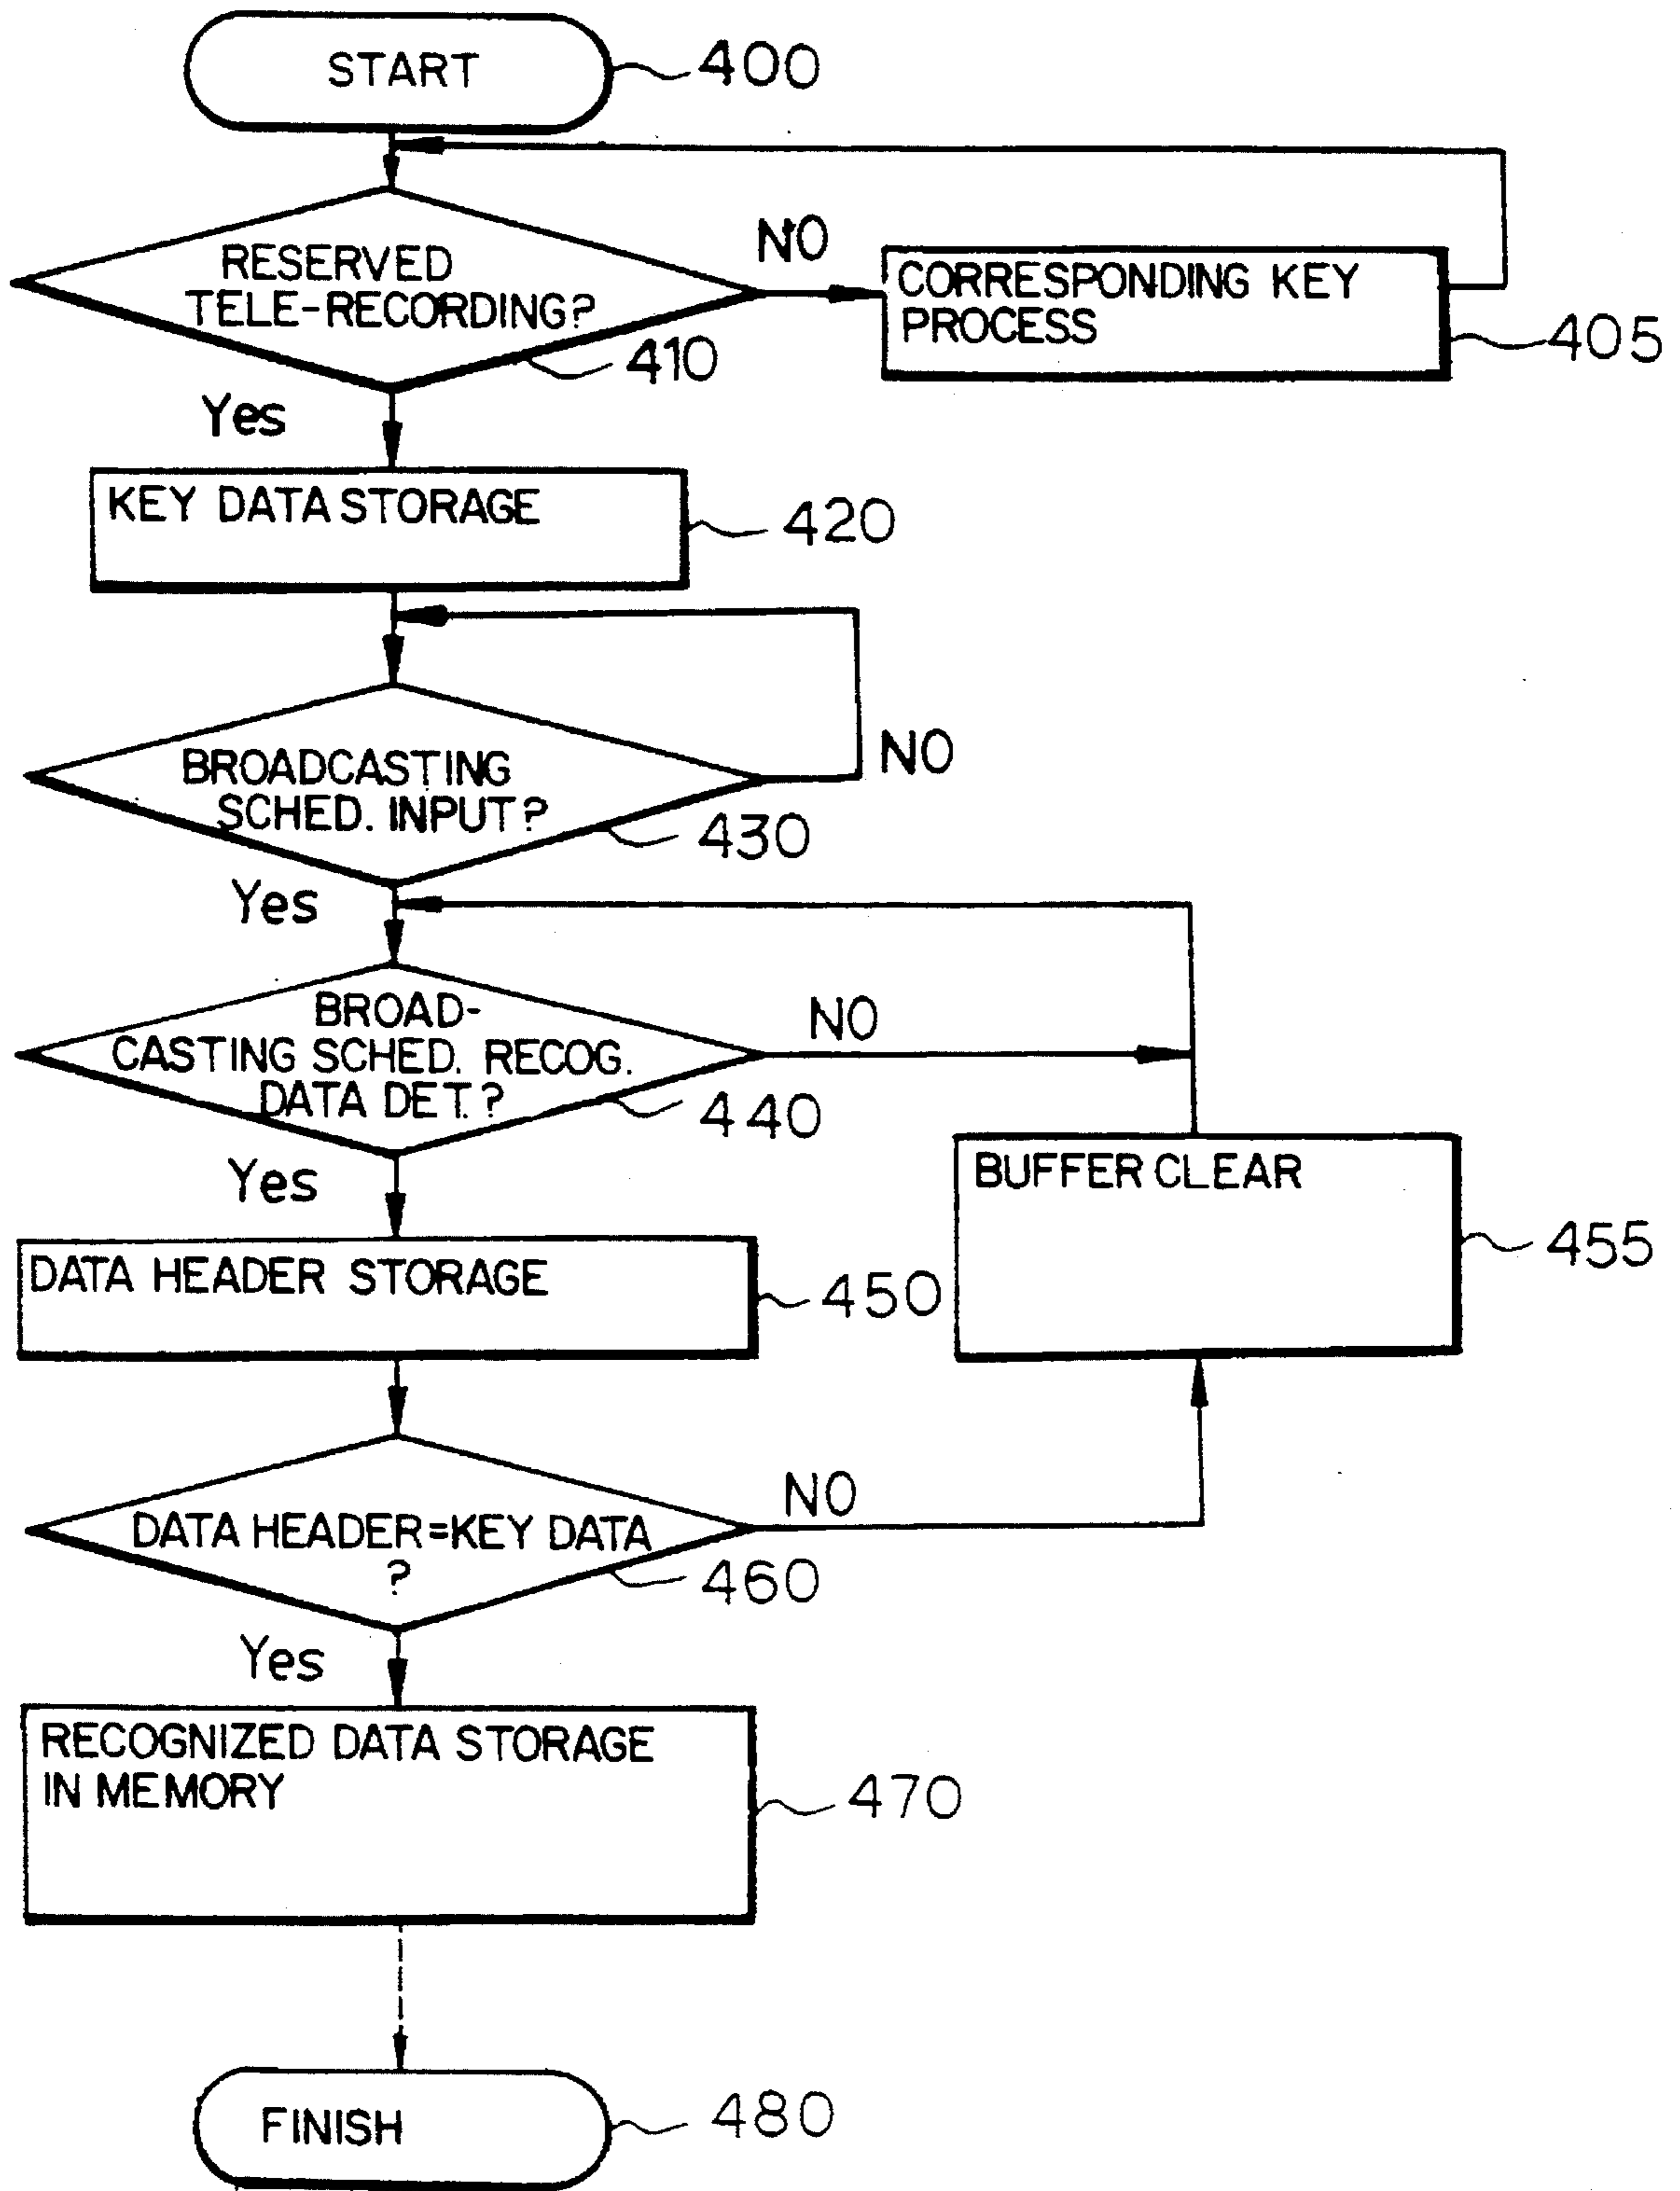 START
400
RESERVED
TELE-RECORDING?
410
NO
CORRESPONDING KEY
PROCESS
405
Yes
KEY DATA STORAGE
420
BROADCASTING
SCHED. INPUT?
430
NO
Yes
BROAD-
CASTING SCHED. RECOG.
DATA DET.?
440
NO
Yes
BUFFER CLEAR
455
DATA HEADER STORAGE
450
DATA HEADER=KEY DATA
?
460
NO
Yes
RECOGNIZED DATA STORAGE
IN MEMORY
470
FINISH
480